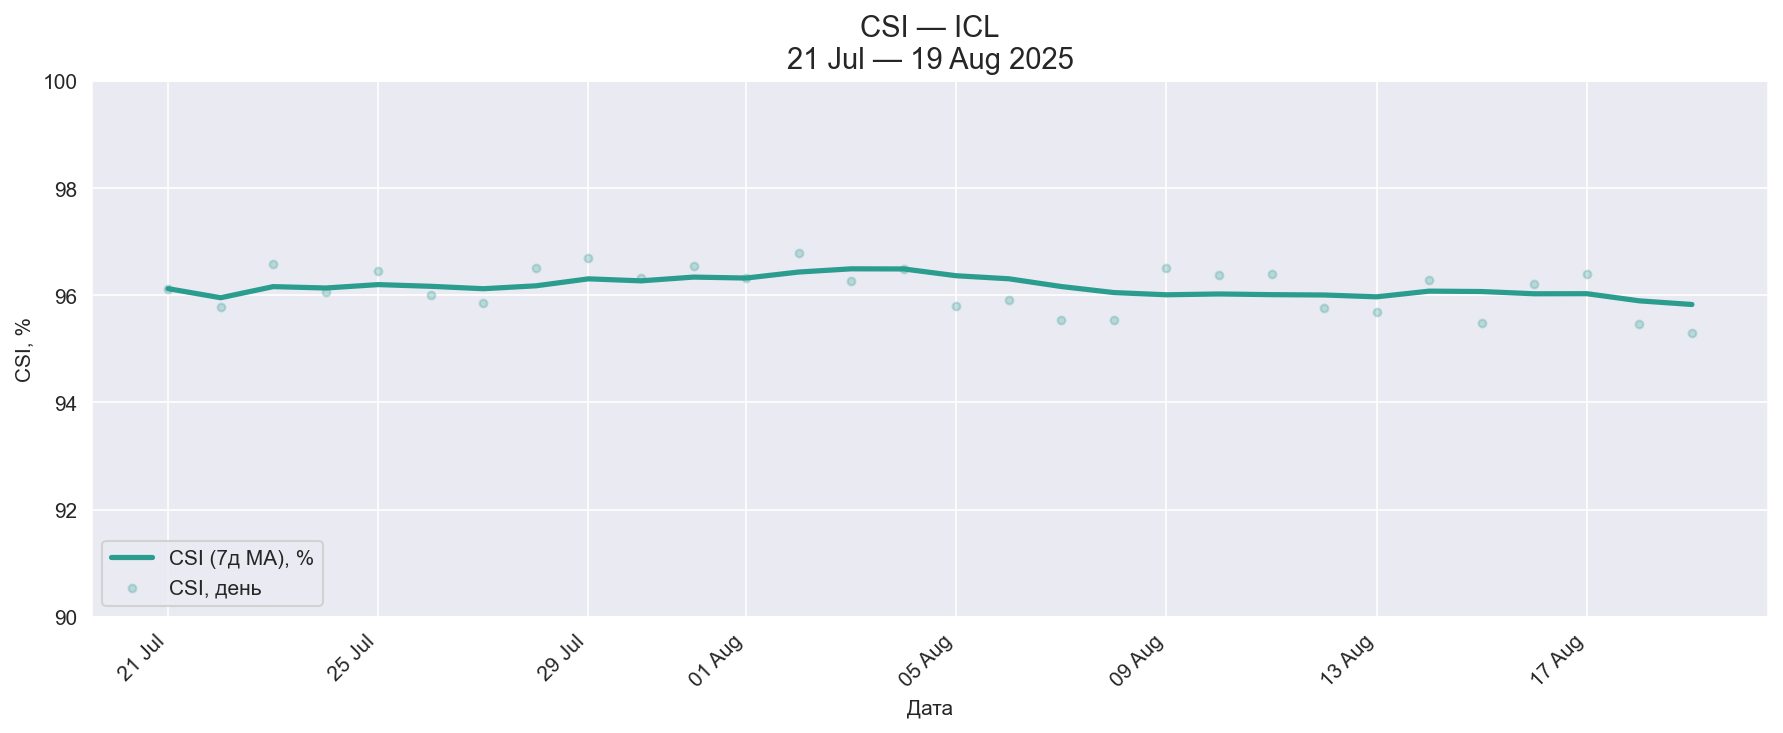 CSI — ICL
21 Jul — 19 Aug 2025
100
98
96
94
92
90
CSI, %
CSI (7д MA), %
CSI, день
21 Jul
25 Jul
29 Jul
01 Aug
05 Aug
09 Aug
13 Aug
17 Aug
Дата